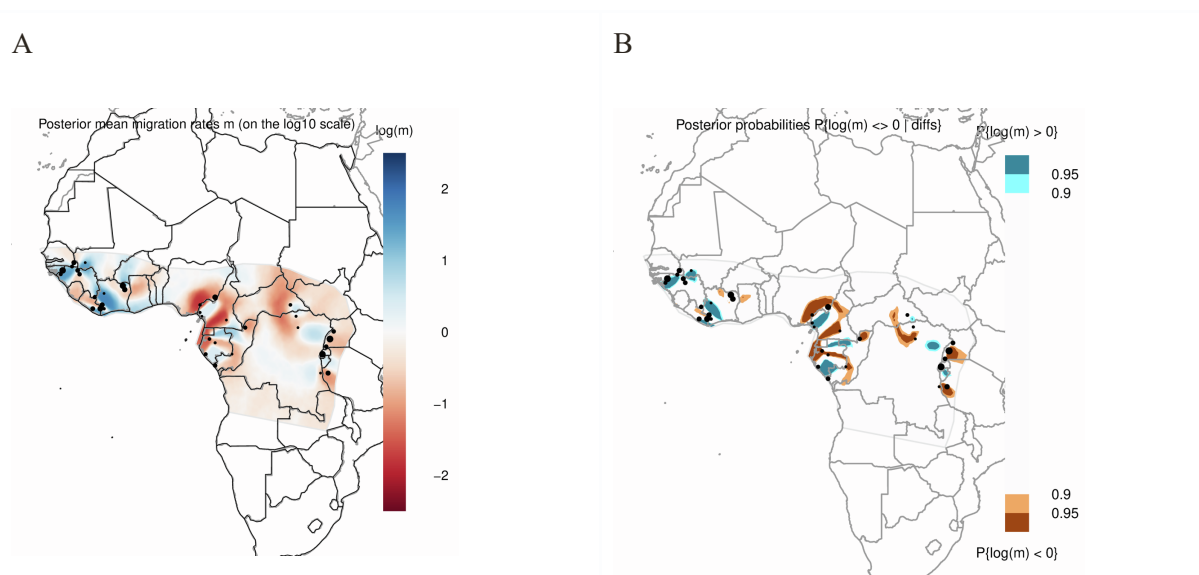 A
B
Posterior mean migration rates m (on the log10 scale)
log(m)
2
1
0
−1
−2
Posterior probabilities P{log(m) <> 0 | diffs}
P{log(m) > 0}
0.95
0.9
0.9
0.95
P{log(m) < 0}